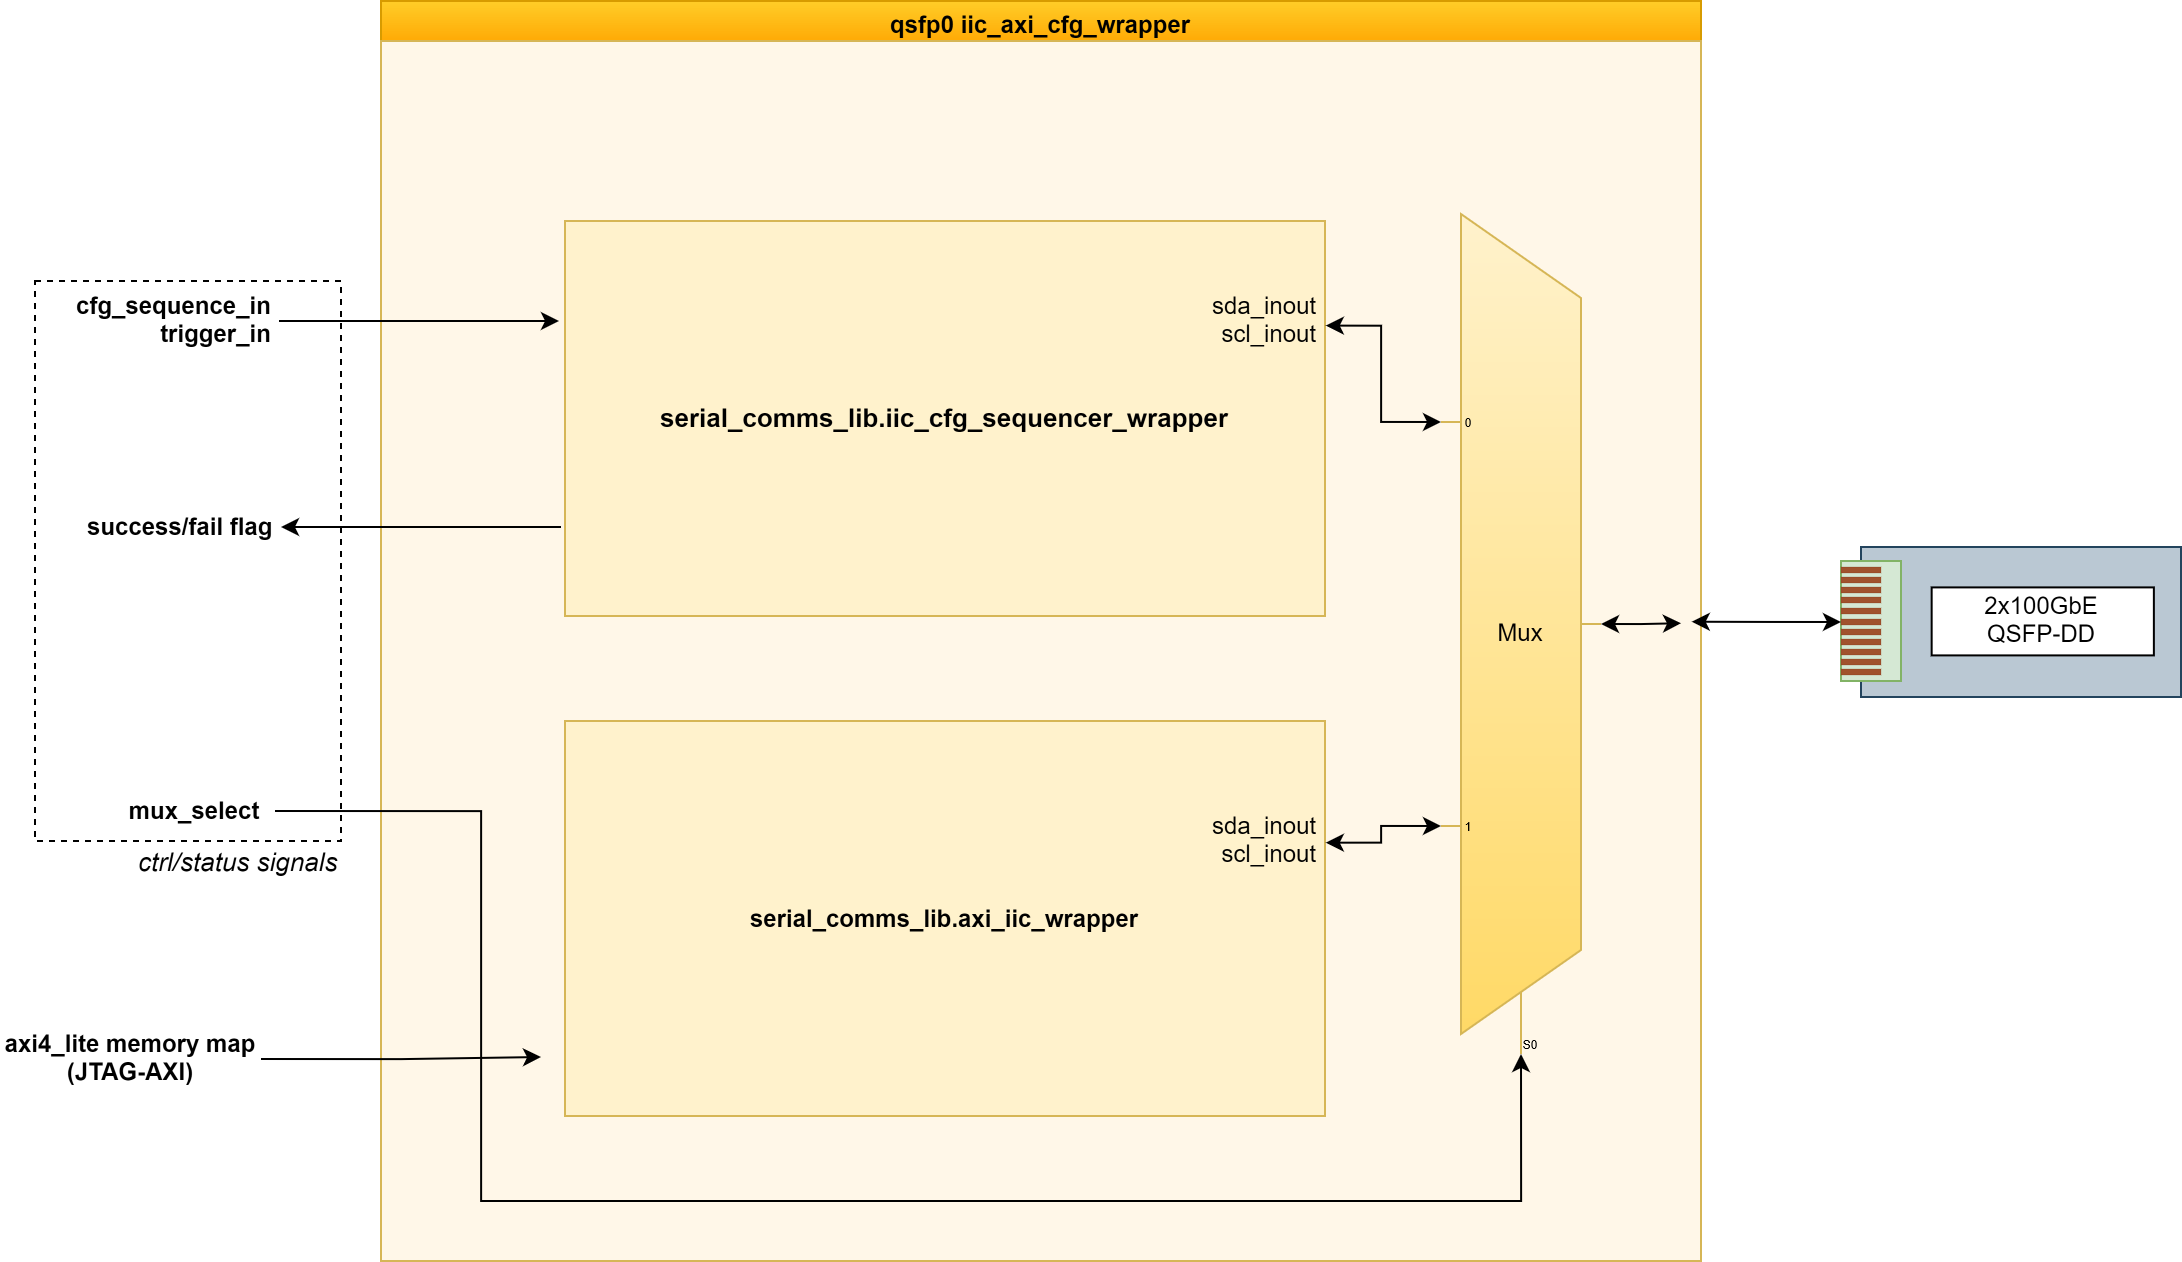 qsfp0 iic_axi_cfg_wrapper
cfg_sequence_in
trigger_in
sda_inout
scl_inout
serial_comms_lib.iic_cfg_sequencer_wrapper
0
success/fail flag
Mux
2x100GbE
QSFP-DD
mux_select
ctrl/status signals
sda_inout
scl_inout
1
serial_comms_lib.axi_iic_wrapper
axi4_lite memory map
(JTAG-AXI)
S0